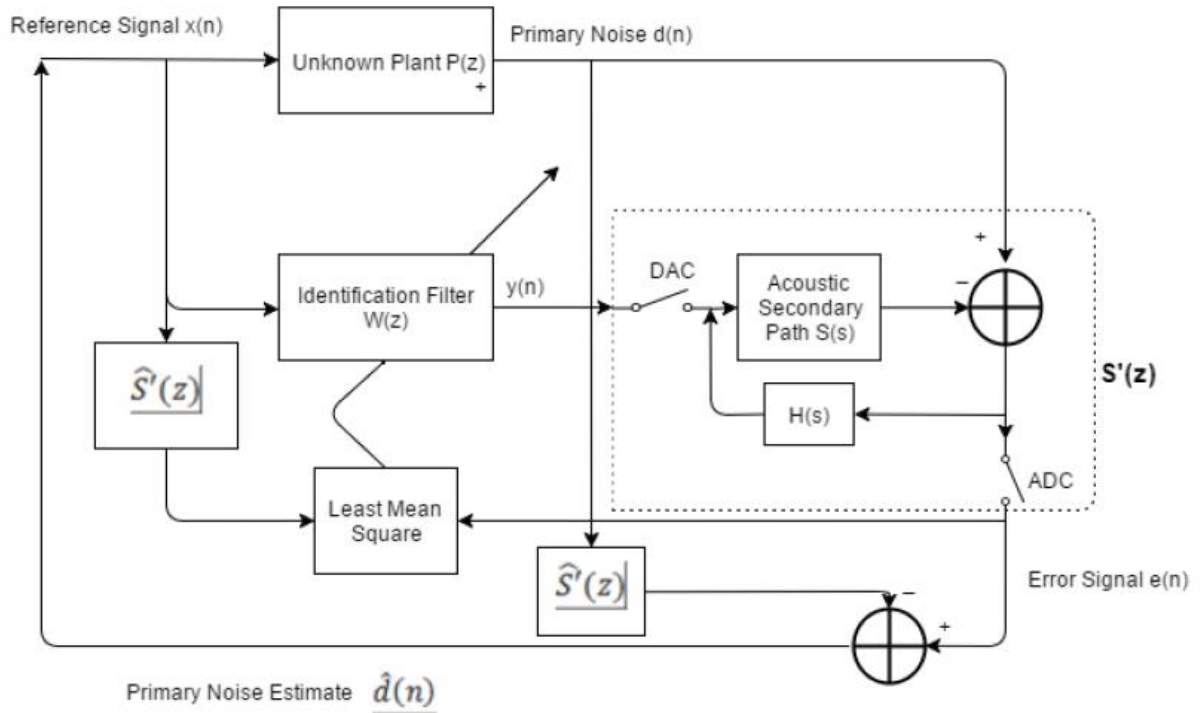 Reference Signal x(n)
Primary Noise d(n)
Unknown Plant P(z)
+
+
DAC
Acoustic
Secondary
Path S(s)
−
Identification Filter
W(z)
y(n)
S'(z)
Ŝ'(z)
H(s)
ADC
Least Mean
Square
Ŝ'(z)
Error Signal e(n)
−
+
Primary Noise Estimate d̂(n)